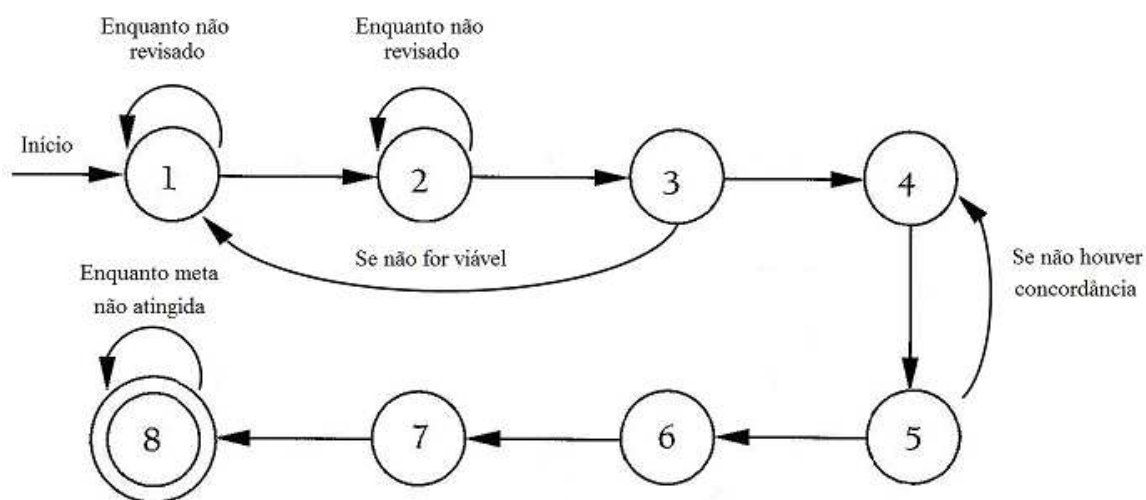 Enquanto não
revisado
Enquanto não
revisado
Início
1
2
3
4
Se não for viável
Se não houver
concordância
Enquanto meta
não atingida
8
7
6
5